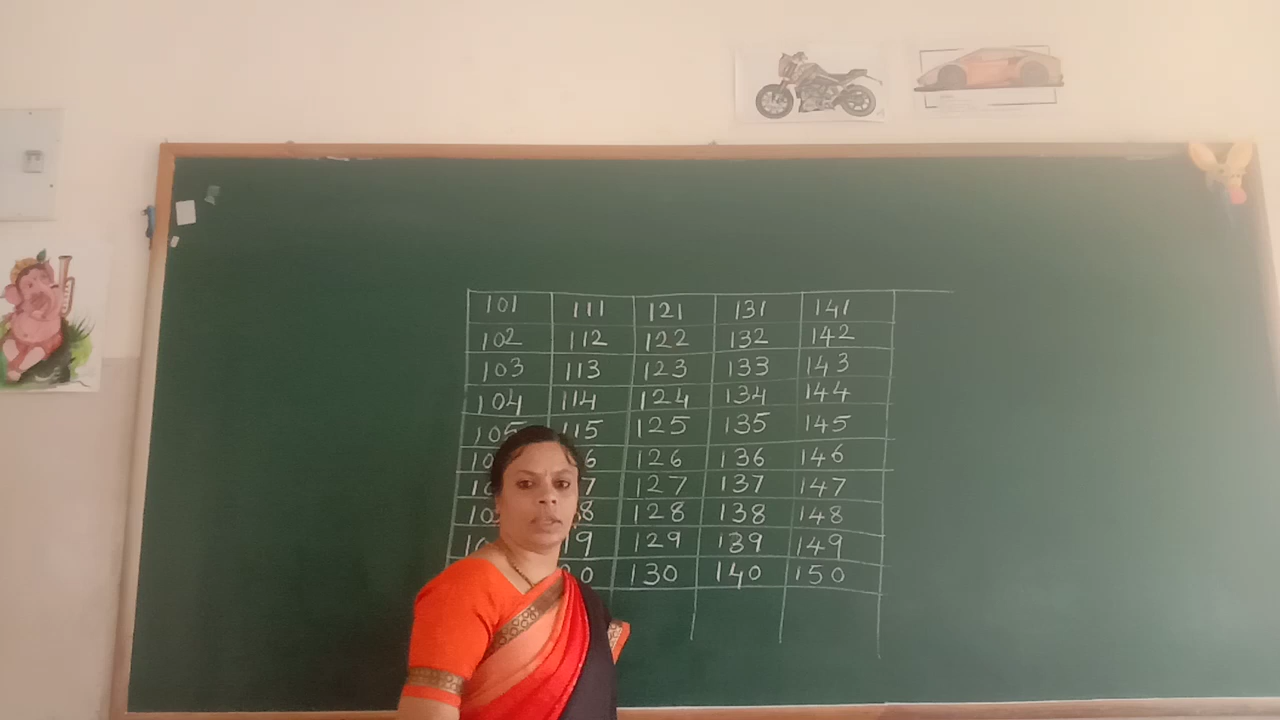 101 111 121 131 141
102 112 122 132 142
103 113 123 133 143
104 114 124 134 144
105 115 125 135 145
126 136 146
127 137 147
128 138 148
129 139 149
130 140 150